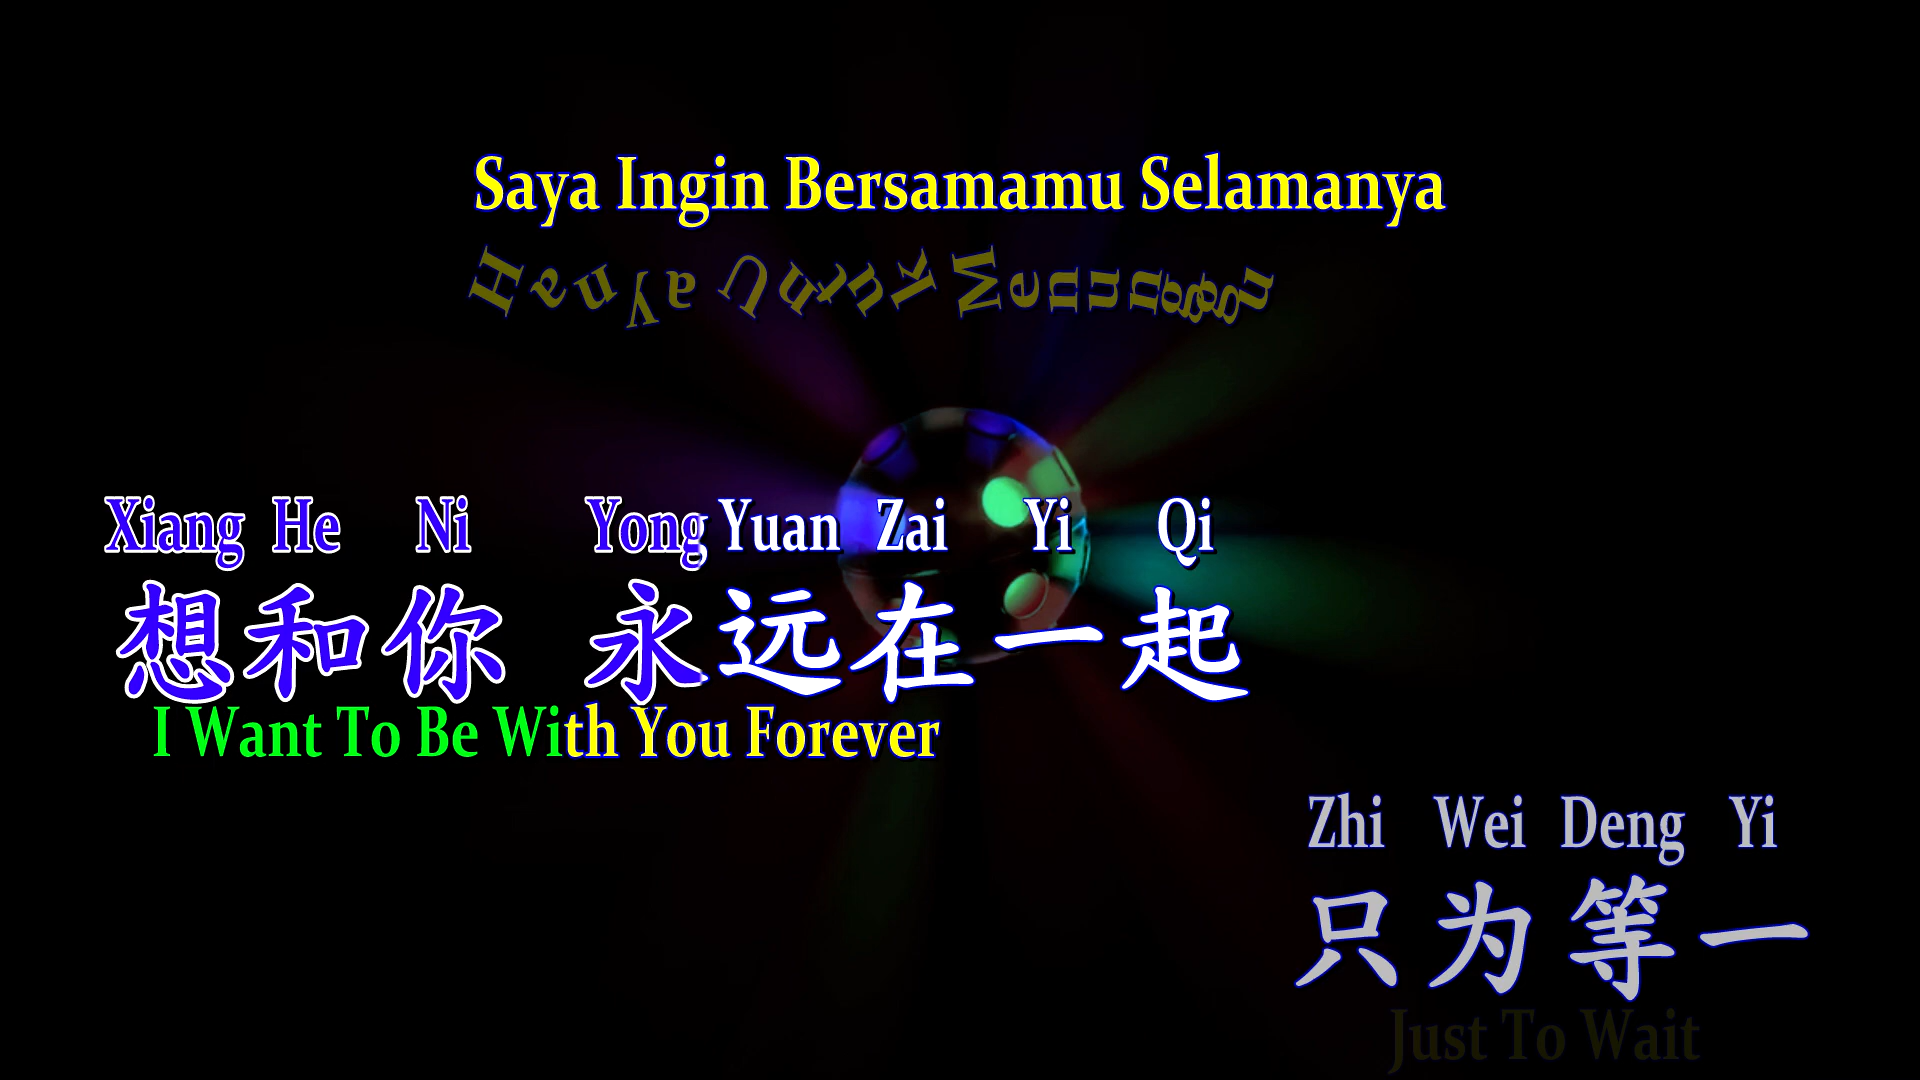 Saya Ingin Bersamamu Selamanya
Hanya Untuk Menunggu
Xiang He Ni Yong Yuan Zai Yi Qi
想和你 永远在一起
I Want To Be With You Forever
Zhi Wei Deng Yi
只为等一
Just To Wait